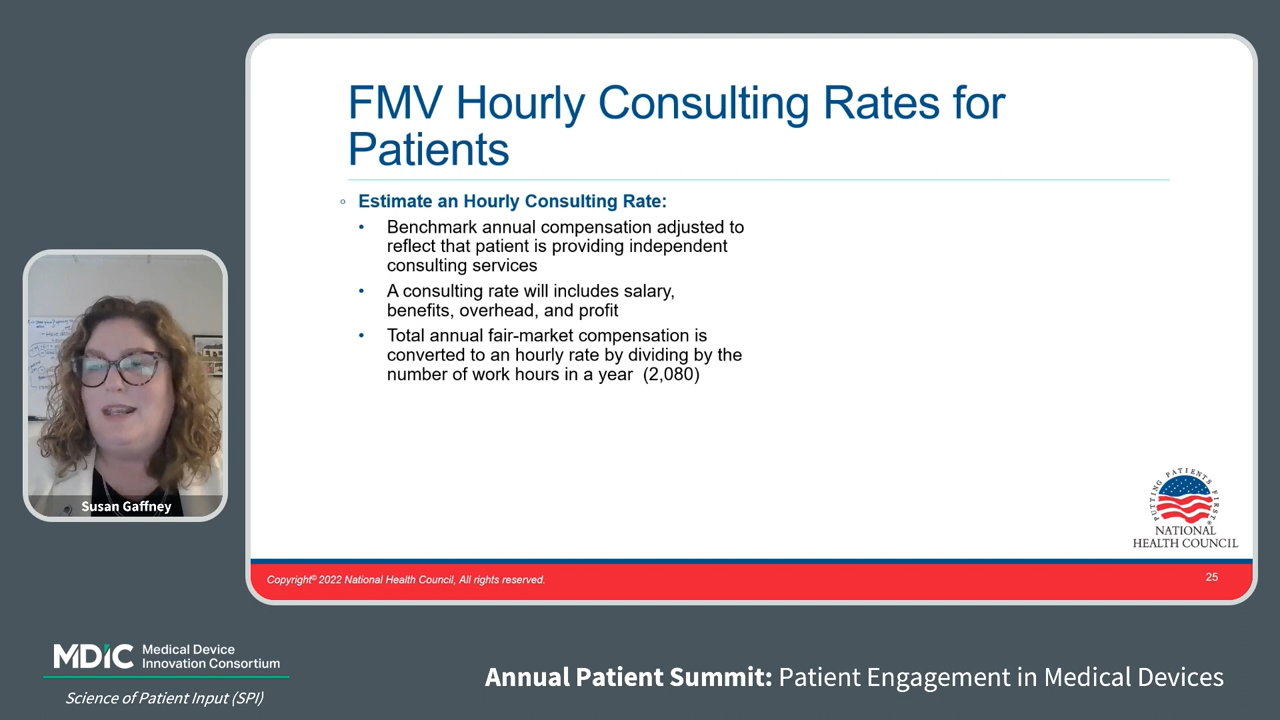 FMV Hourly Consulting Rates for
Patients
◦ Estimate an Hourly Consulting Rate:
• Benchmark annual compensation adjusted to
reflect that patient is providing independent
consulting services
• A consulting rate will includes salary,
benefits, overhead, and profit
• Total annual fair-market compensation is
converted to an hourly rate by dividing by the
number of work hours in a year (2,080)
PUTTING PATIENTS FIRST®
NATIONAL
HEALTH COUNCIL
Copyright© 2022 National Health Council, All rights reserved.
25
Susan Gaffney
MDIC Medical Device
Innovation Consortium
Science of Patient Input (SPI)
Annual Patient Summit: Patient Engagement in Medical Devices